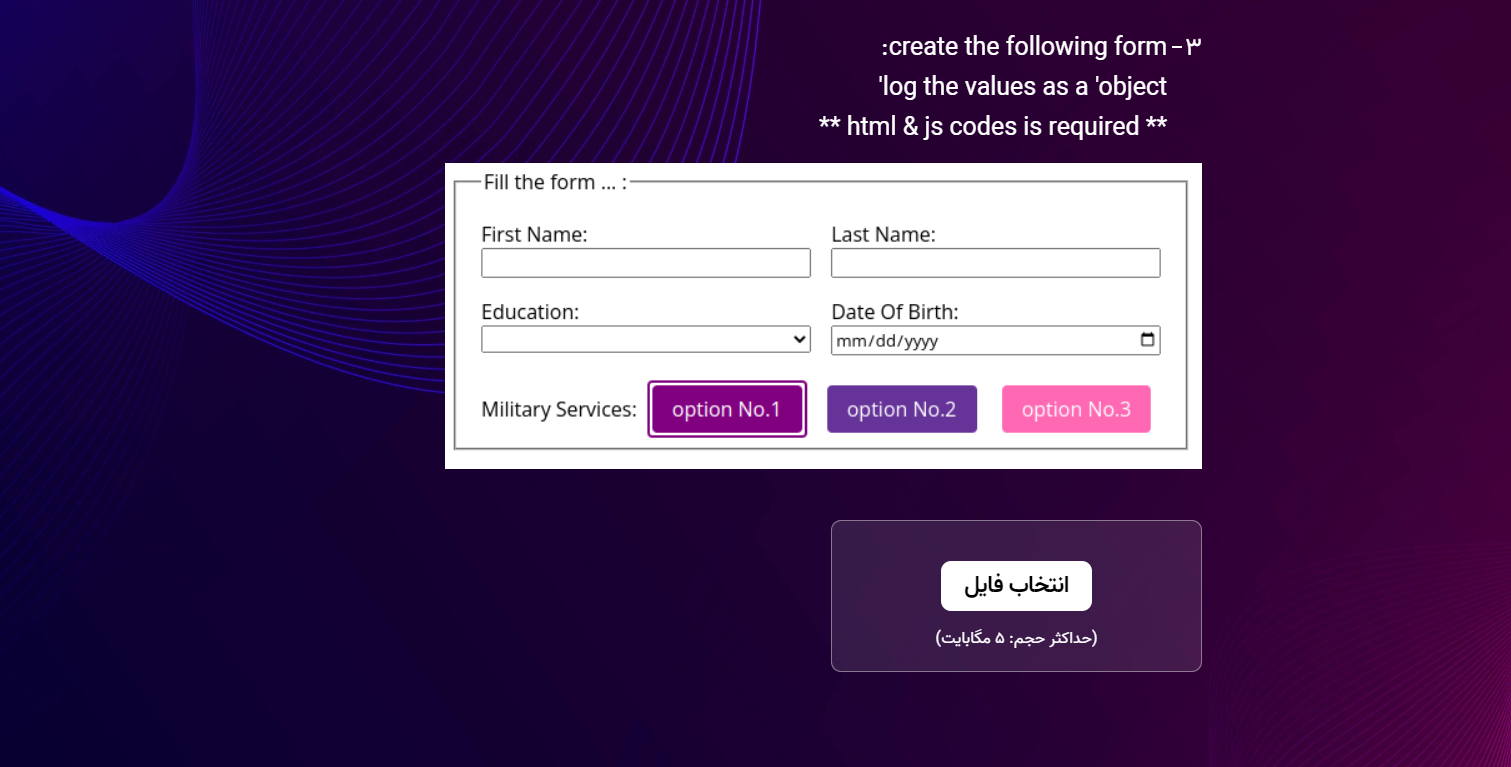 ۳- create the following form:
log the values as a 'object'
** html & js codes is required **
Fill the form ... :
First Name:
Last Name:
Education:
Date Of Birth:
mm/dd/yyyy
Military Services: option No.1 option No.2 option No.3
انتخاب فایل
(حداکثر حجم: ۵ مگابایت)